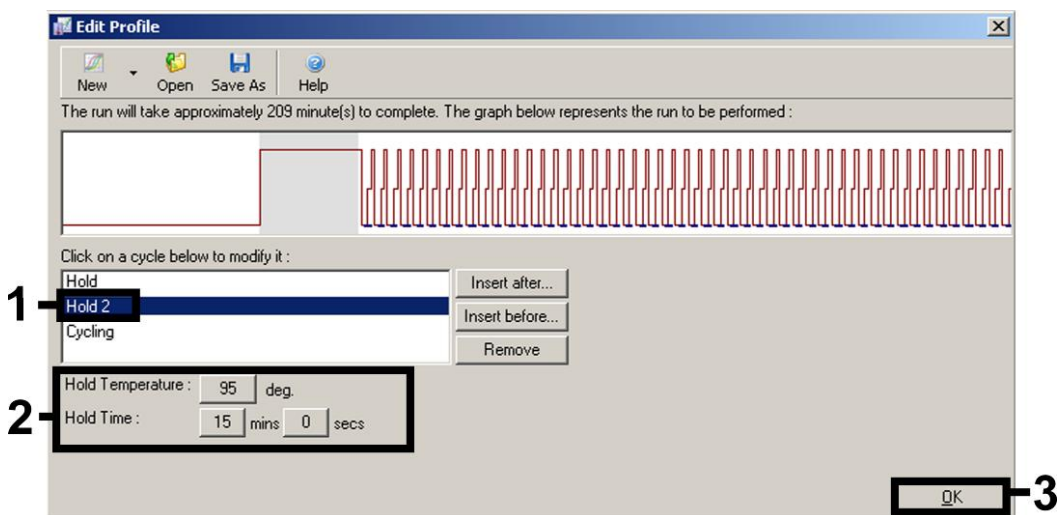 Edit Profile
New Open Save As Help
The run will take approximately 209 minute(s) to complete. The graph below represents the run to be performed :
Click on a cycle below to modify it :
Hold
Insert after...
1
Hold 2
Insert before...
Cycling
Remove
2
Hold Temperature : 95 deg.
Hold Time : 15 mins 0 secs
OK
3